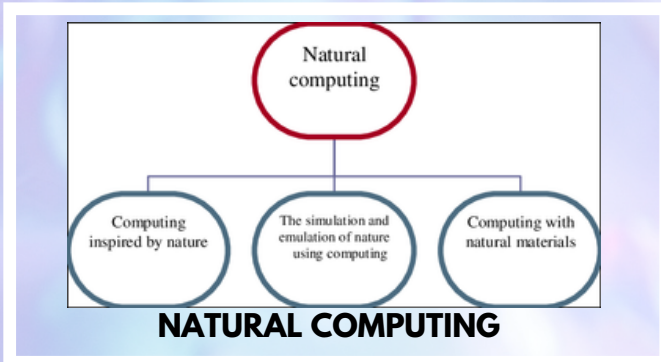 Natural
computing
Computing
inspired by nature
The simulation and
emulation of nature
using computing
Computing with
natural materials
NATURAL COMPUTING